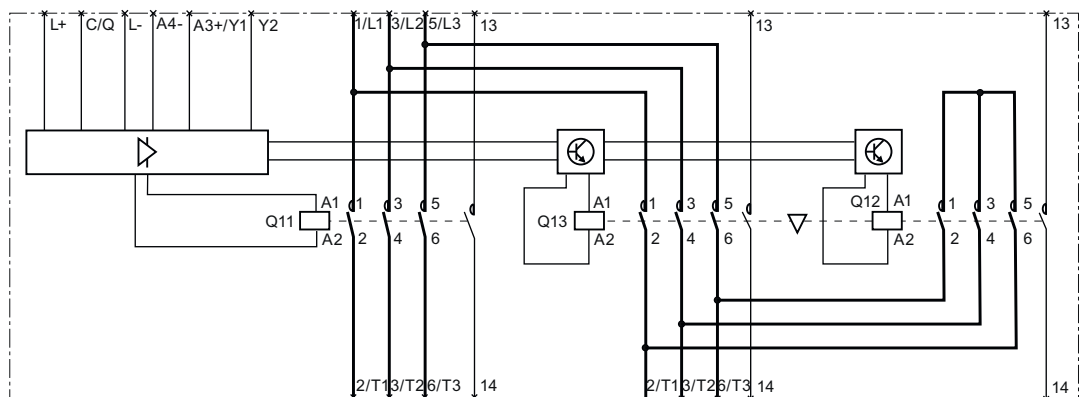 L+ C/Q L- A4- A3+/Y1 Y2 1/L1 3/L2 5/L3 13 13 13
Q11 A1 1 3 5 Q13 A1 1 3 5 Q12 A1 1 3 5
A2 2 4 6 A2 2 4 6 A2 2 4 6
2/T1 3/T2 6/T3 14 2/T1 3/T2 6/T3 14 14